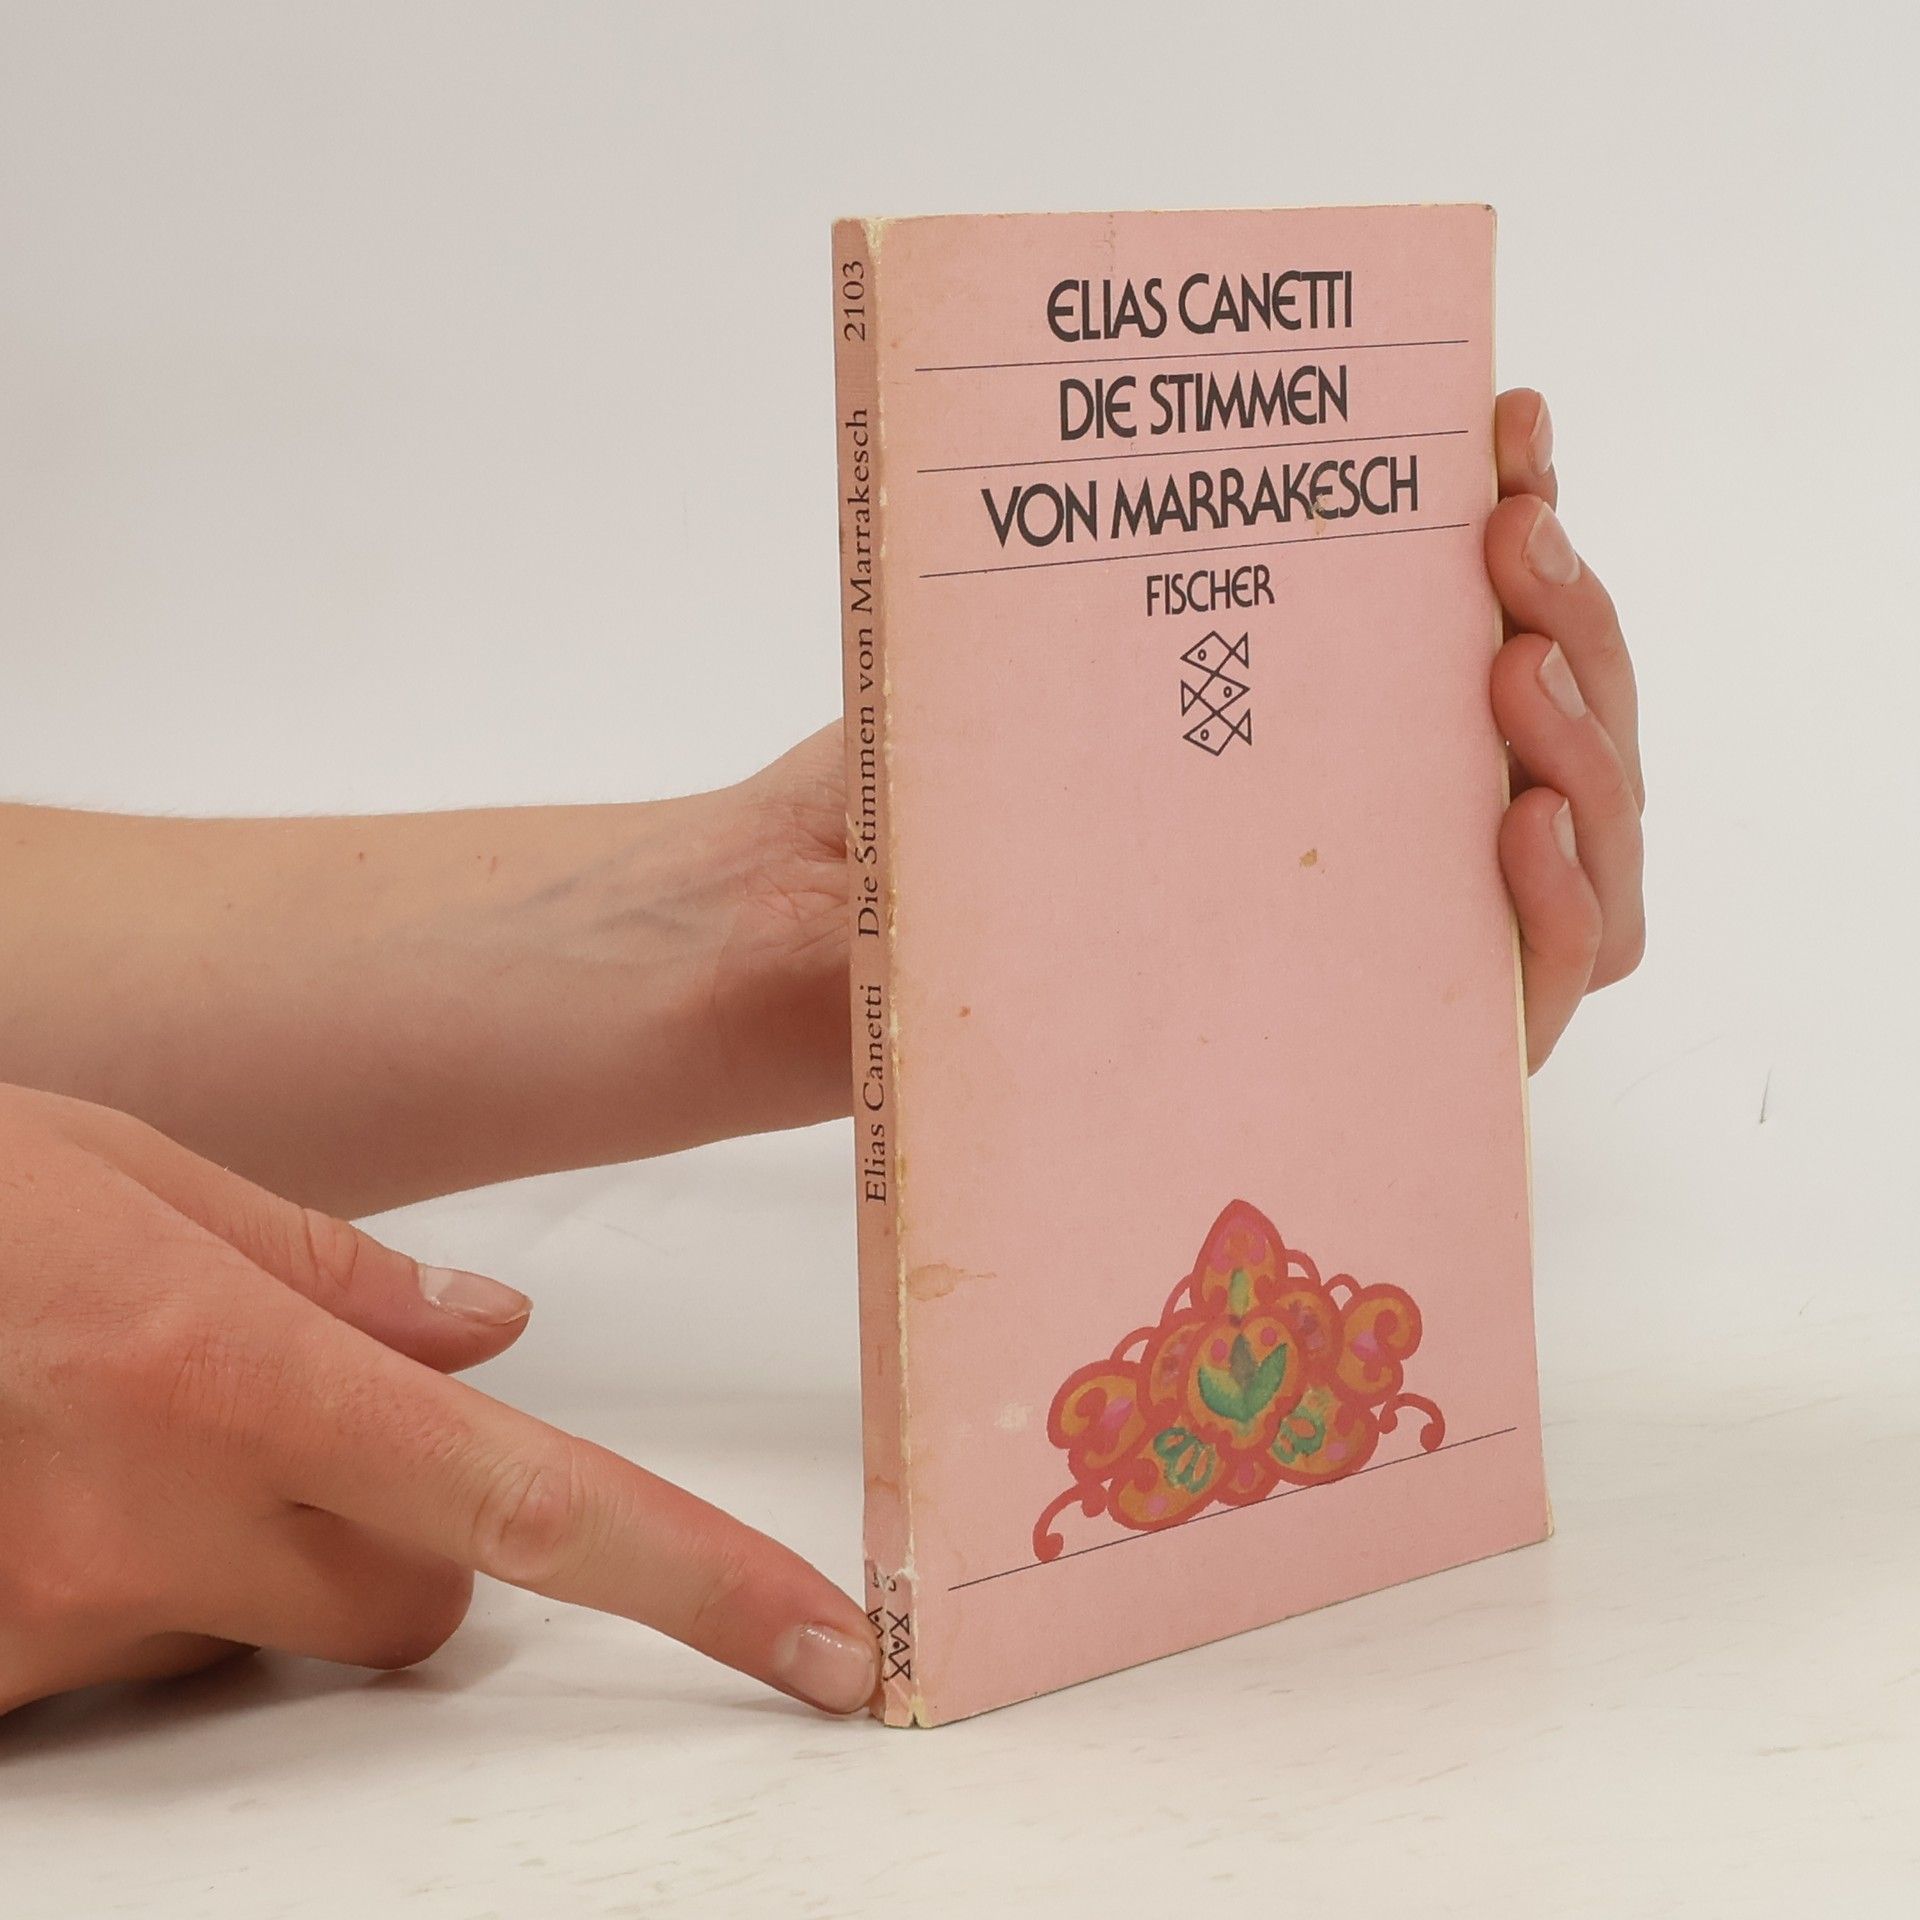 ELIAS CANETTI
DIE STIMMEN
VON MARRAKESCH
FISCHER
Elias Canetti Die Stimmen von Marrakesch 2103